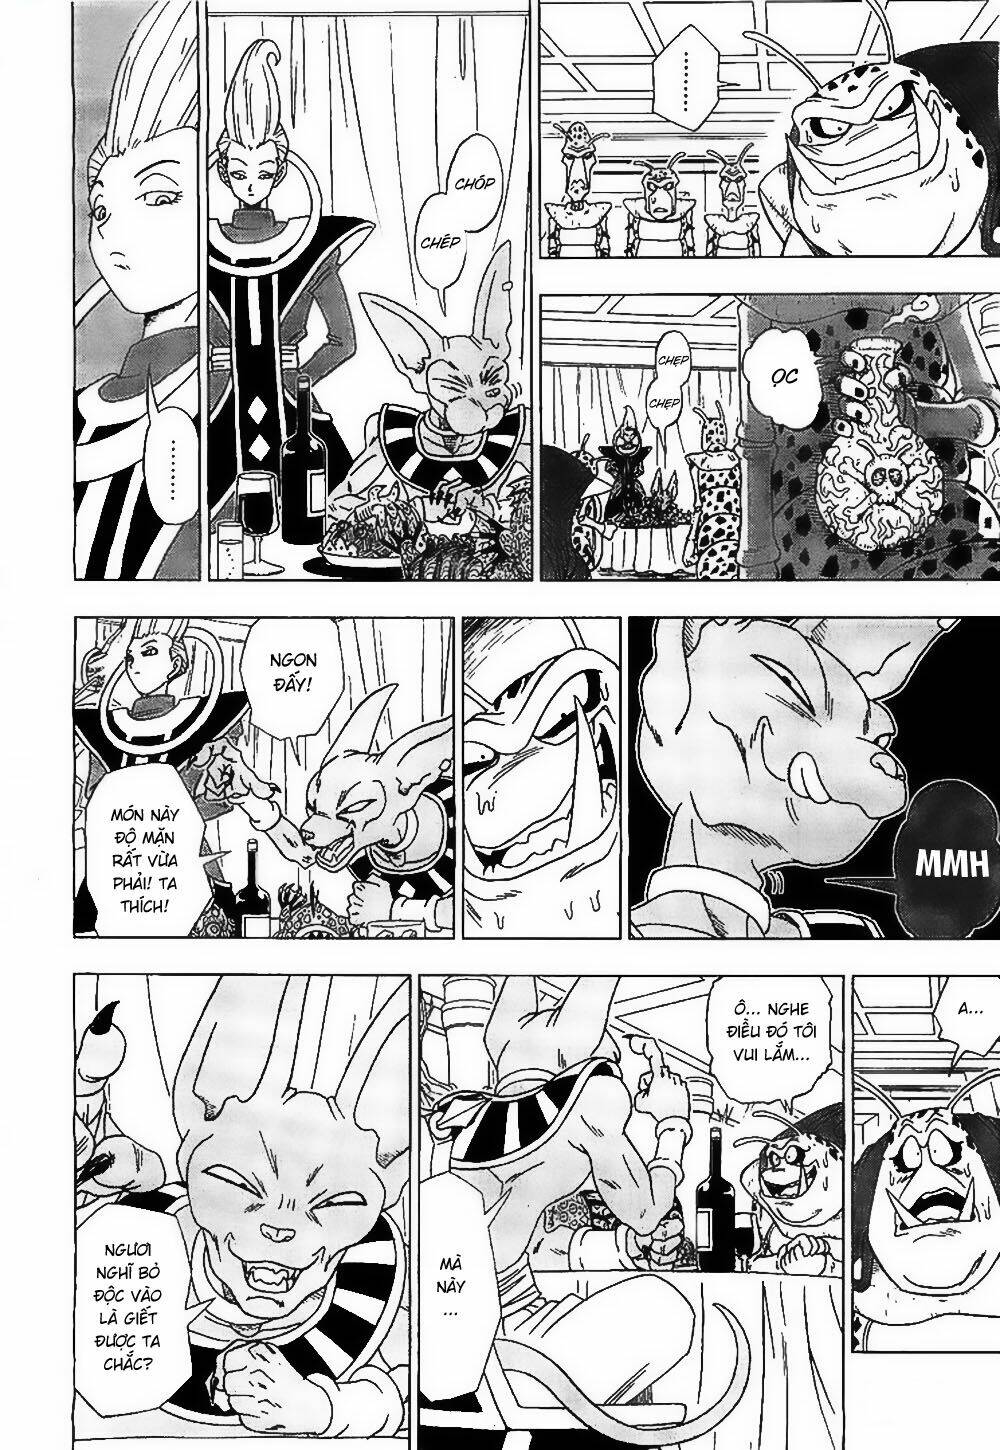 ........
CHÓP
CHÉP
........
ỌC
CHẸP
CHẸP
MMH
NGON
ĐẤY!
MÓN NÀY
ĐỘ MẶN
RẤT VỪA
PHẢI! TA
THÍCH!
A...
Ô... NGHE
ĐIỀU ĐÓ TÔI
VUI LẮM...
MÀ
NÀY
...
NGƯƠI
NGHĨ BỎ
ĐỘC VÀO
LÀ GIẾT
ĐƯỢC TA
CHẮC?